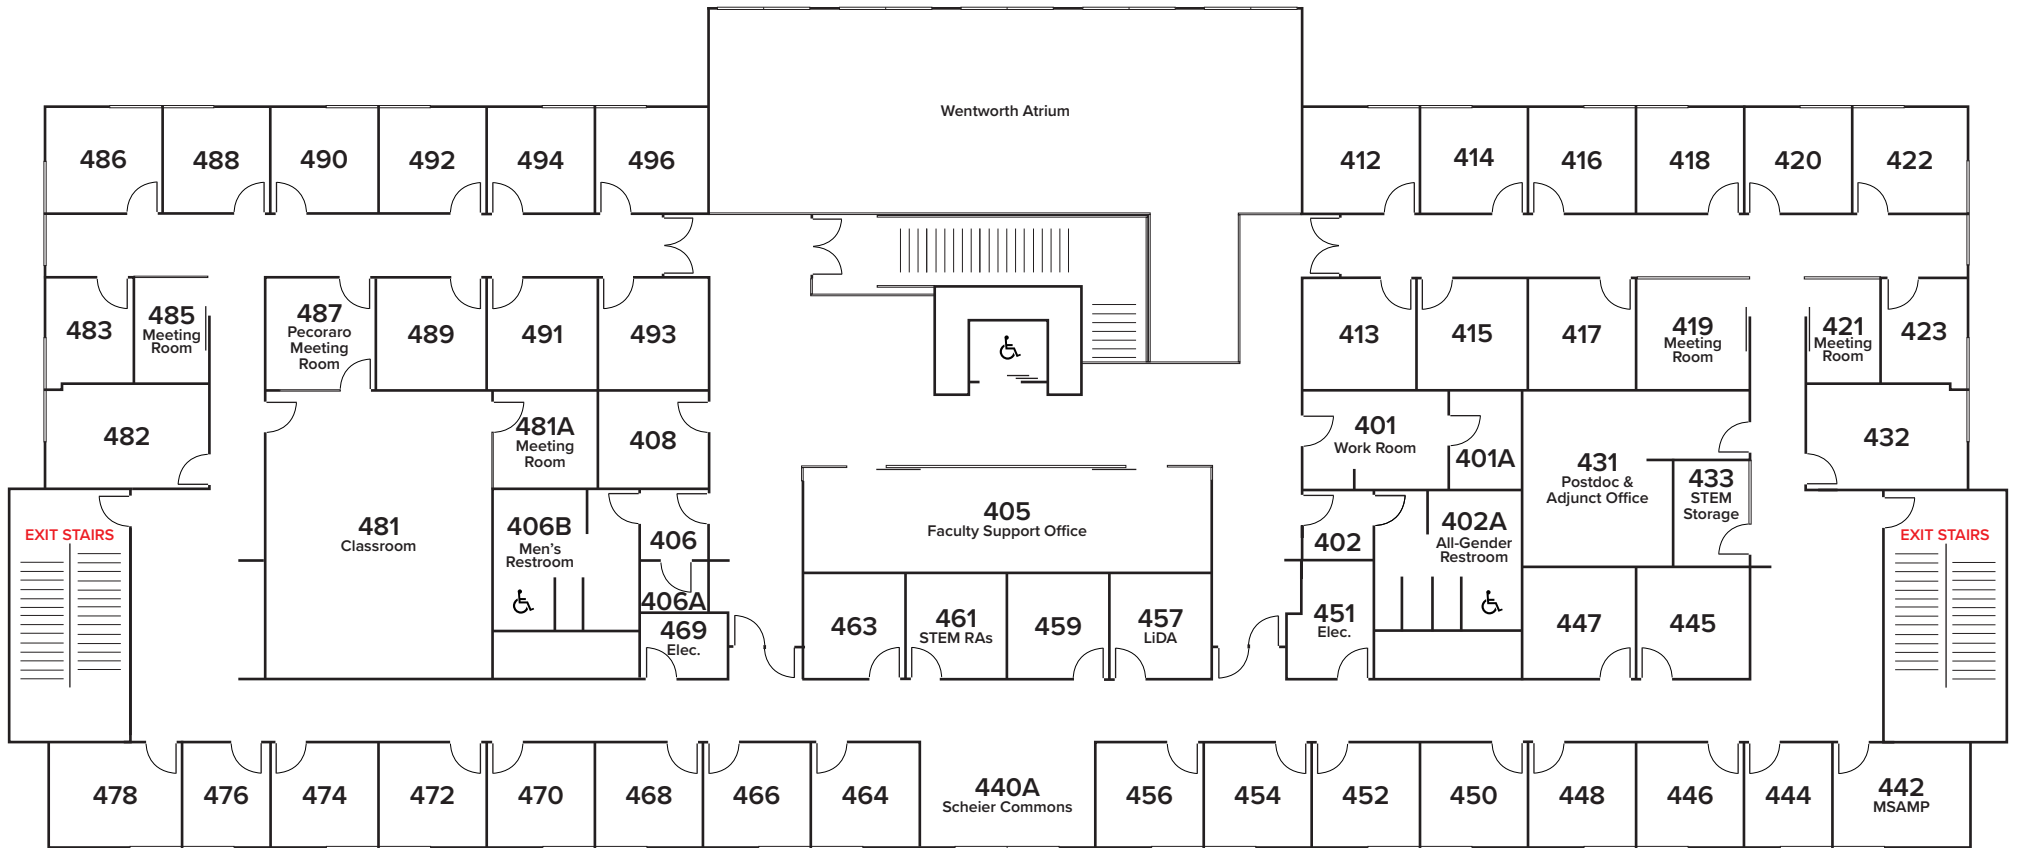 Wentworth Atrium
486
488
490
492
494
496
412
414
416
418
420
422
483
485
Meeting
Room
487
Pecoraro
Meeting
Room
489
491
493
413
415
417
419
Meeting
Room
421
Meeting
Room
423
482
481A
Meeting
Room
408
401
Work Room
401A
431
Postdoc &
Adjunct Office
433
STEM
Storage
432
EXIT STAIRS
481
Classroom
406B
Men's
Restroom
406
406A
469
Elec.
405
Faculty Support Office
463
461
STEM RAs
459
457
LiDA
402
402A
All-Gender
Restroom
451
Elec.
447
445
EXIT STAIRS
478
476
474
472
470
468
466
464
440A
Scheier Commons
456
454
452
450
448
446
444
442
MSAMP